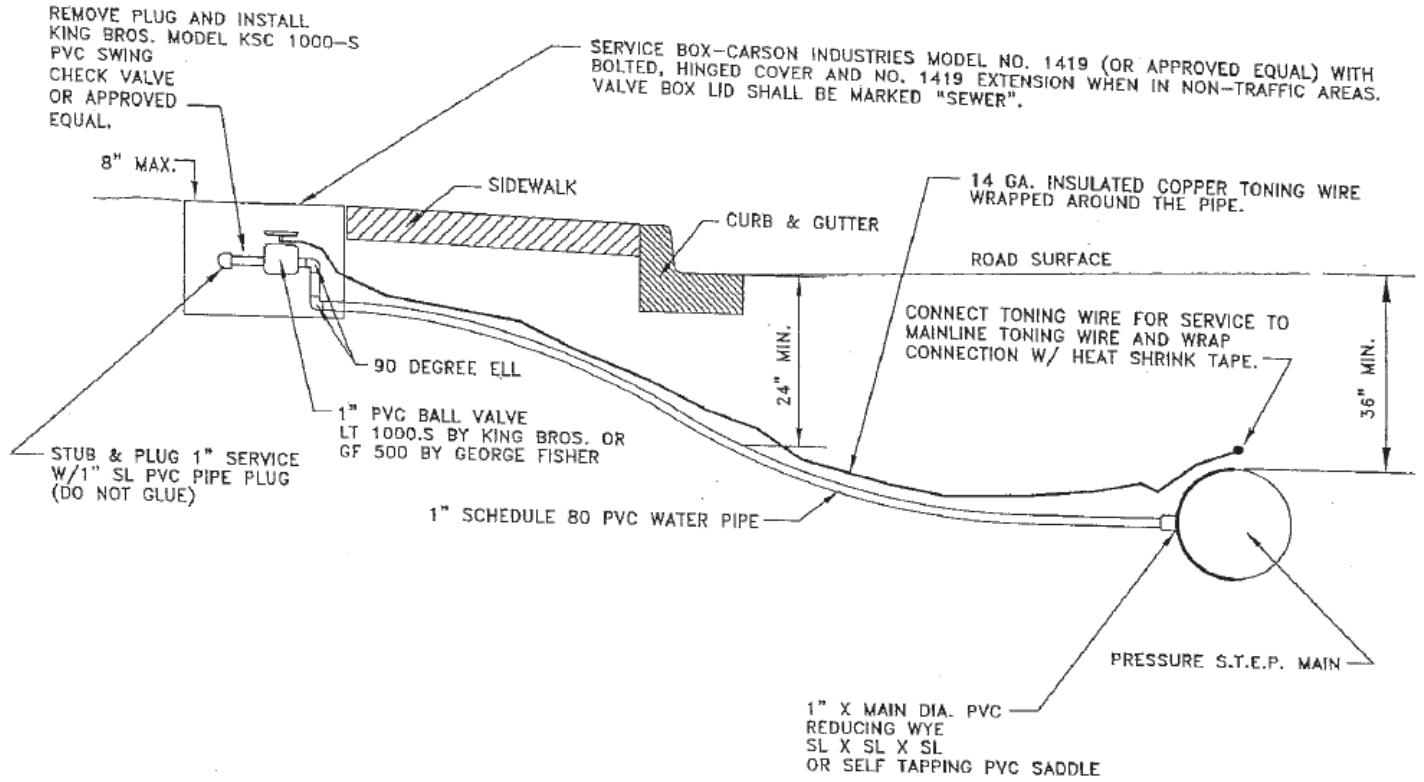 REMOVE PLUG AND INSTALL
KING BROS. MODEL KSC 1000-S
PVC SWING
CHECK VALVE
OR APPROVED
EQUAL.
SERVICE BOX-CARSON INDUSTRIES MODEL NO. 1419 (OR APPROVED EQUAL) WITH
BOLTED, HINGED COVER AND NO. 1419 EXTENSION WHEN IN NON-TRAFFIC AREAS.
VALVE BOX LID SHALL BE MARKED "SEWER".
8" MAX.
SIDEWALK
14 GA. INSULATED COPPER TONING WIRE
WRAPPED AROUND THE PIPE.
CURB & GUTTER
ROAD SURFACE
CONNECT TONING WIRE FOR SERVICE TO
MAINLINE TONING WIRE AND WRAP
CONNECTION W/ HEAT SHRINK TAPE.
24" MIN.
36" MIN.
90 DEGREE ELL
1" PVC BALL VALVE
LT 1000.S BY KING BROS. OR
GF 500 BY GEORGE FISHER
STUB & PLUG 1" SERVICE
W/1" SL PVC PIPE PLUG
(DO NOT GLUE)
1" SCHEDULE 80 PVC WATER PIPE
PRESSURE S.T.E.P. MAIN
1" X MAIN DIA. PVC
REDUCING WYE
SL X SL X SL
OR SELF TAPPING PVC SADDLE